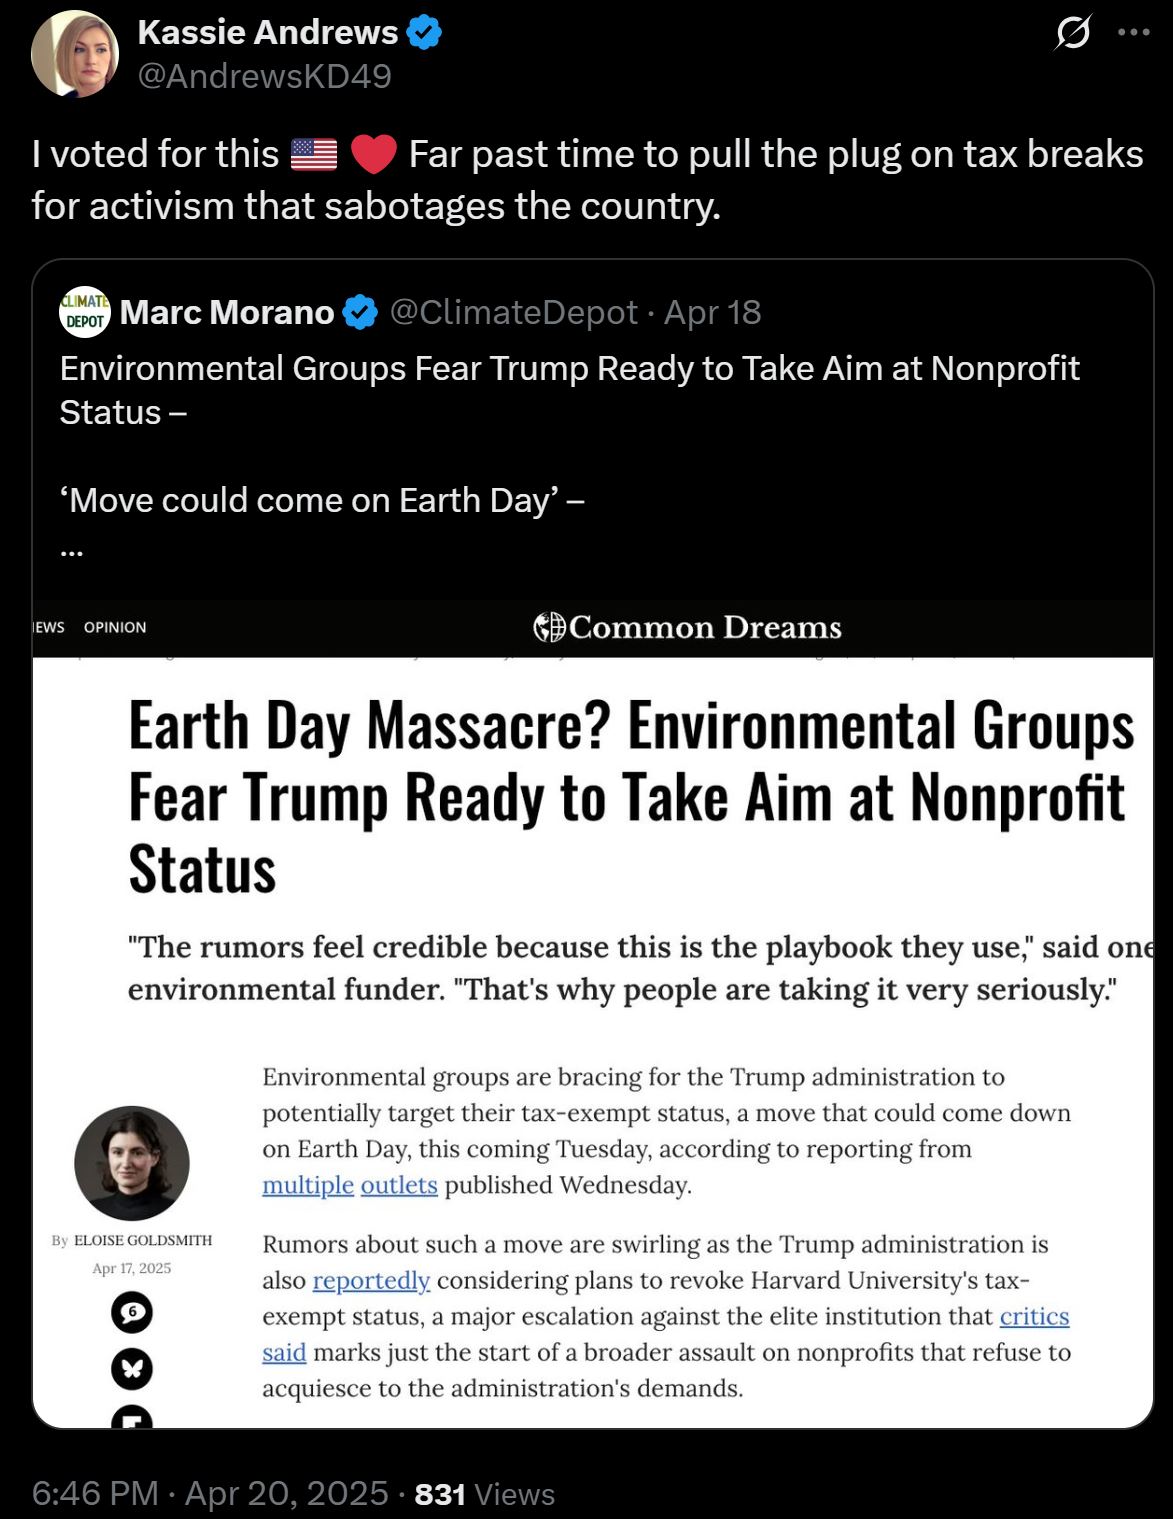 Kassie Andrews
@AndrewsKD49
I voted for this 🇺🇸 ❤️ Far past time to pull the plug on tax breaks
for activism that sabotages the country.
CLIMATE
DEPOT
Marc Morano @ClimateDepot · Apr 18
Environmental Groups Fear Trump Ready to Take Aim at Nonprofit
Status –
‘Move could come on Earth Day’ –
...
EWS OPINION
Common Dreams
Earth Day Massacre? Environmental Groups
Fear Trump Ready to Take Aim at Nonprofit
Status
"The rumors feel credible because this is the playbook they use," said one
environmental funder. "That's why people are taking it very seriously."
Environmental groups are bracing for the Trump administration to
potentially target their tax-exempt status, a move that could come down
on Earth Day, this coming Tuesday, according to reporting from
multiple outlets published Wednesday.
By ELOISE GOLDSMITH
Apr 17, 2025
6
Rumors about such a move are swirling as the Trump administration is
also reportedly considering plans to revoke Harvard University's tax-
exempt status, a major escalation against the elite institution that critics
said marks just the start of a broader assault on nonprofits that refuse to
acquiesce to the administration's demands.
6:46 PM · Apr 20, 2025 · 831 Views